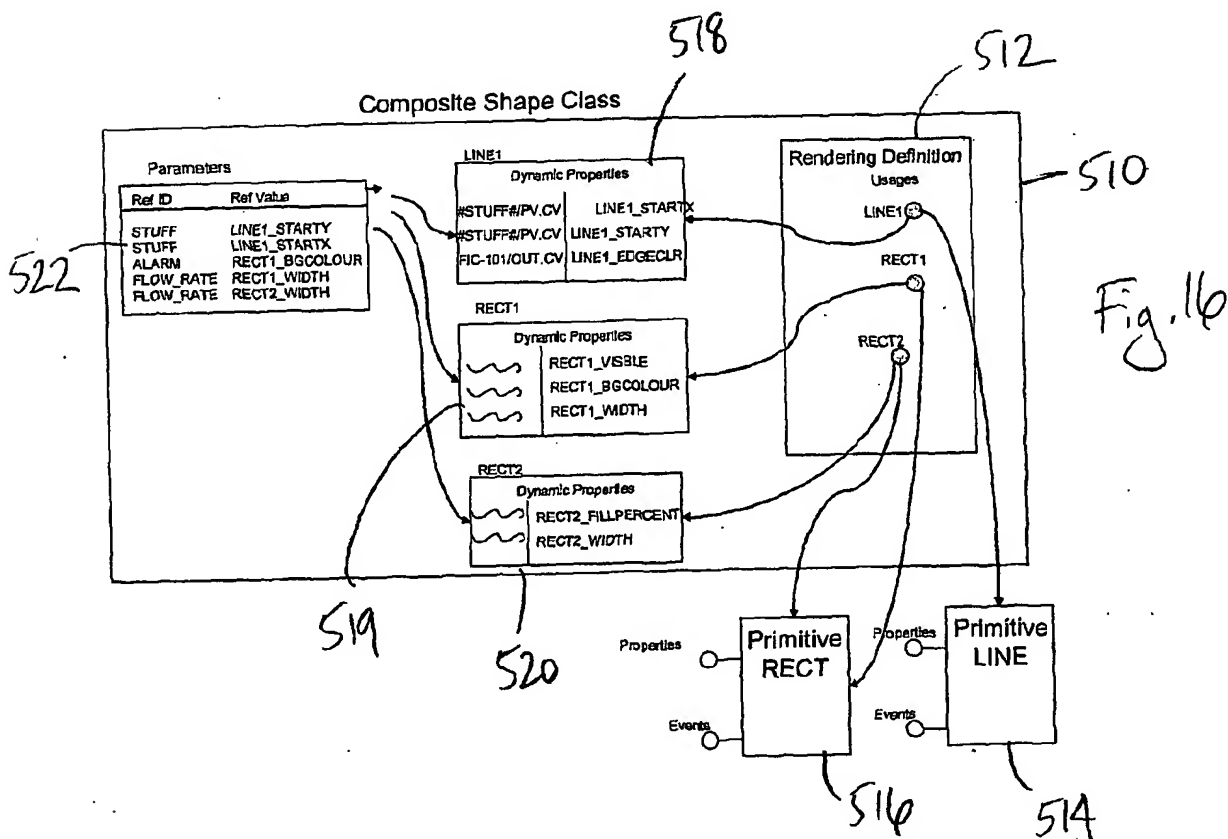 518
512
Composite Shape Class
510
Parameters
Ref ID Ref Value
STUFF LINE1_STARTY
STUFF LINE1_STARTX
ALARM RECT1_BGCOLOUR
FLOW_RATE RECT1_WIDTH
FLOW_RATE RECT2_WIDTH
522
LINE1
Dynamic Properties
#STUFF#/PV.CV LINE1_STARTX
#STUFF#/PV.CV LINE1_STARTY
FIC-101/OUT.CV LINE1_EDGECLR
RECT1
Dynamic Properties
RECT1_VISBLE
RECT1_BGCOLOUR
RECT1_WIDTH
RECT2
Dynamic Properties
RECT2_FILLPERCENT
RECT2_WIDTH
Rendering Definition
Usages
LINE1
RECT1
RECT2
Fig. 16
519
520
Properties
Events
Primitive
RECT
Properties
Events
Primitive
LINE
516
514